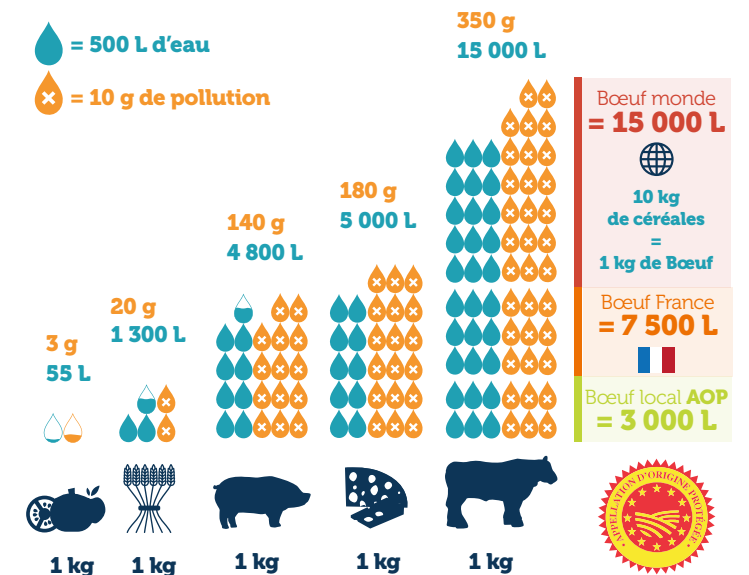 = 500 L d'eau
= 10 g de pollution
3 g
55 L
20 g
1 300 L
140 g
4 800 L
180 g
5 000 L
350 g
15 000 L
Bœuf monde
= 15 000 L
10 kg
de céréales
=
1 kg de Bœuf
Bœuf France
= 7 500 L
Bœuf local AOP
= 3 000 L
1 kg
1 kg
1 kg
1 kg
1 kg
APPELLATION D'ORIGINE PROTÉGÉE